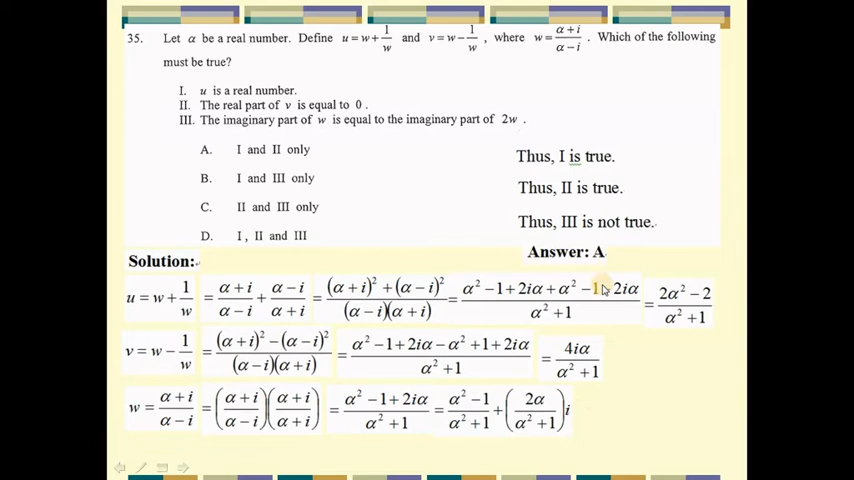 35. Let α be a real number. Define u = w + 1/w and v = w − 1/w , where w = (α + i)/(α − i) . Which of the following
must be true?
I. u is a real number.
II. The real part of v is equal to 0 .
III. The imaginary part of w is equal to the imaginary part of 2w .
A. I and II only
B. I and III only
C. II and III only
D. I , II and III
Thus, I is true.
Thus, II is true.
Thus, III is not true.
Answer: A
Solution:
u = w + 1/w = (α + i)/(α − i) + (α − i)/(α + i) = ((α + i)² + (α − i)²)/((α − i)(α + i)) = (α² − 1 + 2iα + α² − 1 − 2iα)/(α² + 1) = (2α² − 2)/(α² + 1)
v = w − 1/w = ((α + i)² − (α − i)²)/((α − i)(α + i)) = (α² − 1 + 2iα − α² + 1 + 2iα)/(α² + 1) = 4iα/(α² + 1)
w = (α + i)/(α − i) = ((α + i)/(α − i))((α + i)/(α + i)) = (α² − 1 + 2iα)/(α² + 1) = (α² − 1)/(α² + 1) + (2α/(α² + 1))i